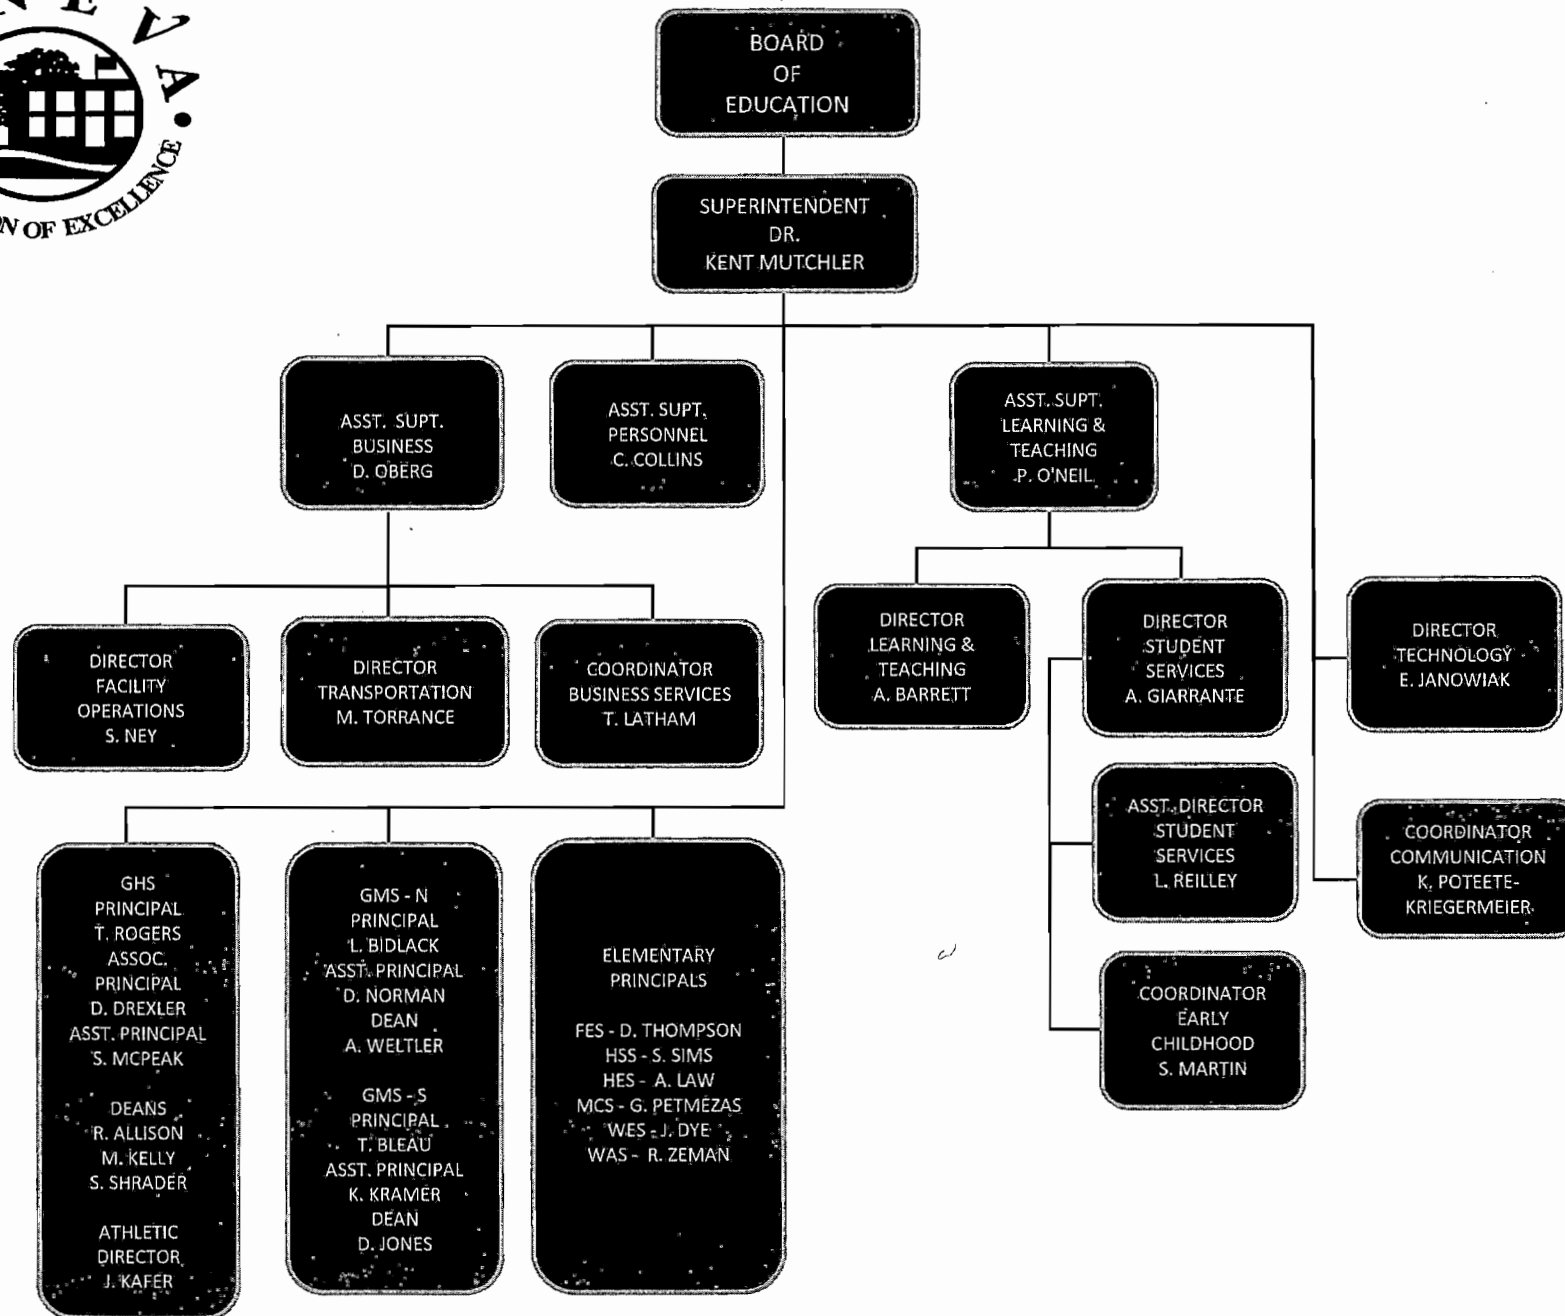 NEVA
ON OF EXCELLENCE
BOARD
OF
EDUCATION
SUPERINTENDENT
DR.
KENT MUTCHLER
ASST. SUPT.
BUSINESS
D. OBERG
ASST. SUPT.
PERSONNEL
C. COLLINS
ASST. SUPT.
LEARNING &
TEACHING
P. O'NEIL
DIRECTOR
FACILITY
OPERATIONS
S. NEY
DIRECTOR
TRANSPORTATION
M. TORRANCE
COORDINATOR
BUSINESS SERVICES
T. LATHAM
DIRECTOR
LEARNING &
TEACHING
A. BARRETT
DIRECTOR
STUDENT
SERVICES
A. GIARRANTE
DIRECTOR
TECHNOLOGY
E. JANOWIAK
ASST. DIRECTOR
STUDENT
SERVICES
L. REILLEY
COORDINATOR
COMMUNICATION
K. POTEETE-
KRIEGERMEIER
COORDINATOR
EARLY
CHILDHOOD
S. MARTIN
GHS
PRINCIPAL
T. ROGERS
ASSOC.
PRINCIPAL
D. DREXLER
ASST. PRINCIPAL
S. MCPEAK
DEANS
R. ALLISON
M. KELLY
S. SHRADER
ATHLETIC
DIRECTOR
J. KAFER
GMS - N
PRINCIPAL
L. BIDLACK
ASST. PRINCIPAL
D. NORMAN
DEAN
A. WELTLER
GMS - S
PRINCIPAL
T. BLEAU
ASST. PRINCIPAL
K. KRAMER
DEAN
D. JONES
ELEMENTARY
PRINCIPALS
FES - D. THOMPSON
HSS - S. SIMS
HES - A. LAW
MCS - G. PETMEZAS
WES - J. DYE
WAS - R. ZEMAN